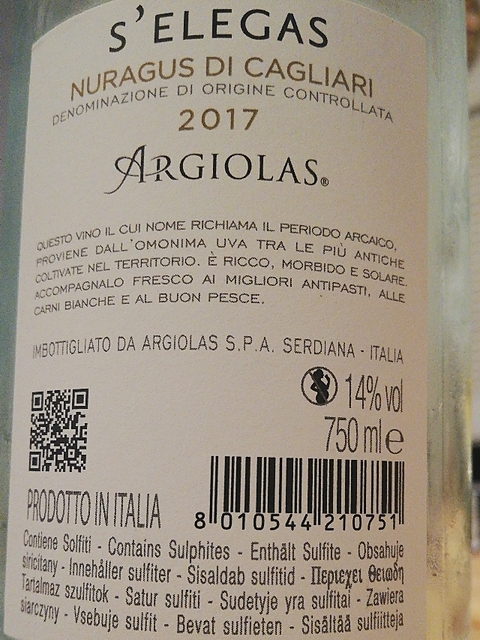 S'ELEGAS
NURAGUS DI CAGLIARI
DENOMINAZIONE DI ORIGINE CONTROLLATA
2017
ARGIOLAS®
QUESTO VINO IL CUI NOME RICHIAMA IL PERIODO ARCAICO,
PROVIENE DALL'OMONIMA UVA TRA LE PIÙ ANTICHE
COLTIVATE NEL TERRITORIO. È RICCO, MORBIDO E SOLARE.
ACCOMPAGNALO FRESCO AI MIGLIORI ANTIPASTI, ALLE
CARNI BIANCHE E AL BUON PESCE.
IMBOTTIGLIATO DA ARGIOLAS S.P.A. SERDIANA - ITALIA
14% vol
750 ml e
PRODOTTO IN ITALIA
8 010544 210751
Contiene Solfiti - Contains Sulphites - Enthält Sulfite - Obsahuje
siricitany - Innehåller sulfiter - Sisaldab sulfitid - Περιεχει θειωδη
Tartalmaz szulfitok - Satur sulfiti - Sudetyje yra sulfitai - Zawiera
siarczyny - Vsebuje sulfit - Bevat sulfieten - Sisältää sulfiitteja